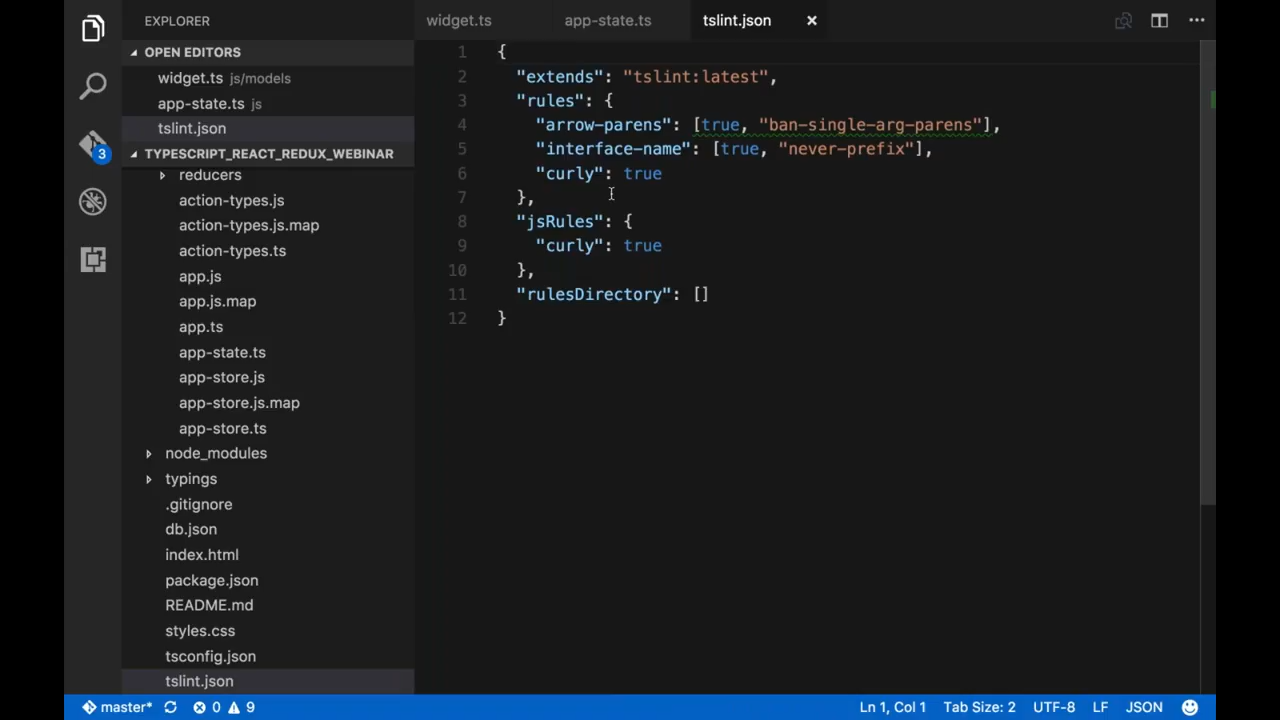 EXPLORER
OPEN EDITORS
widget.ts js/models
app-state.ts js
tslint.json
3
TYPESCRIPT_REACT_REDUX_WEBINAR
reducers
action-types.js
action-types.js.map
action-types.ts
app.js
app.js.map
app.ts
app-state.ts
app-store.js
app-store.js.map
app-store.ts
node_modules
typings
.gitignore
db.json
index.html
package.json
README.md
styles.css
tsconfig.json
tslint.json
widget.ts app-state.ts tslint.json
1 {
2 "extends": "tslint:latest",
3 "rules": {
4 "arrow-parens": [true, "ban-single-arg-parens"],
5 "interface-name": [true, "never-prefix"],
6 "curly": true
7 },
8 "jsRules": {
9 "curly": true
10 },
11 "rulesDirectory": []
12 }
master* 0 9 Ln 1, Col 1 Tab Size: 2 UTF-8 LF JSON